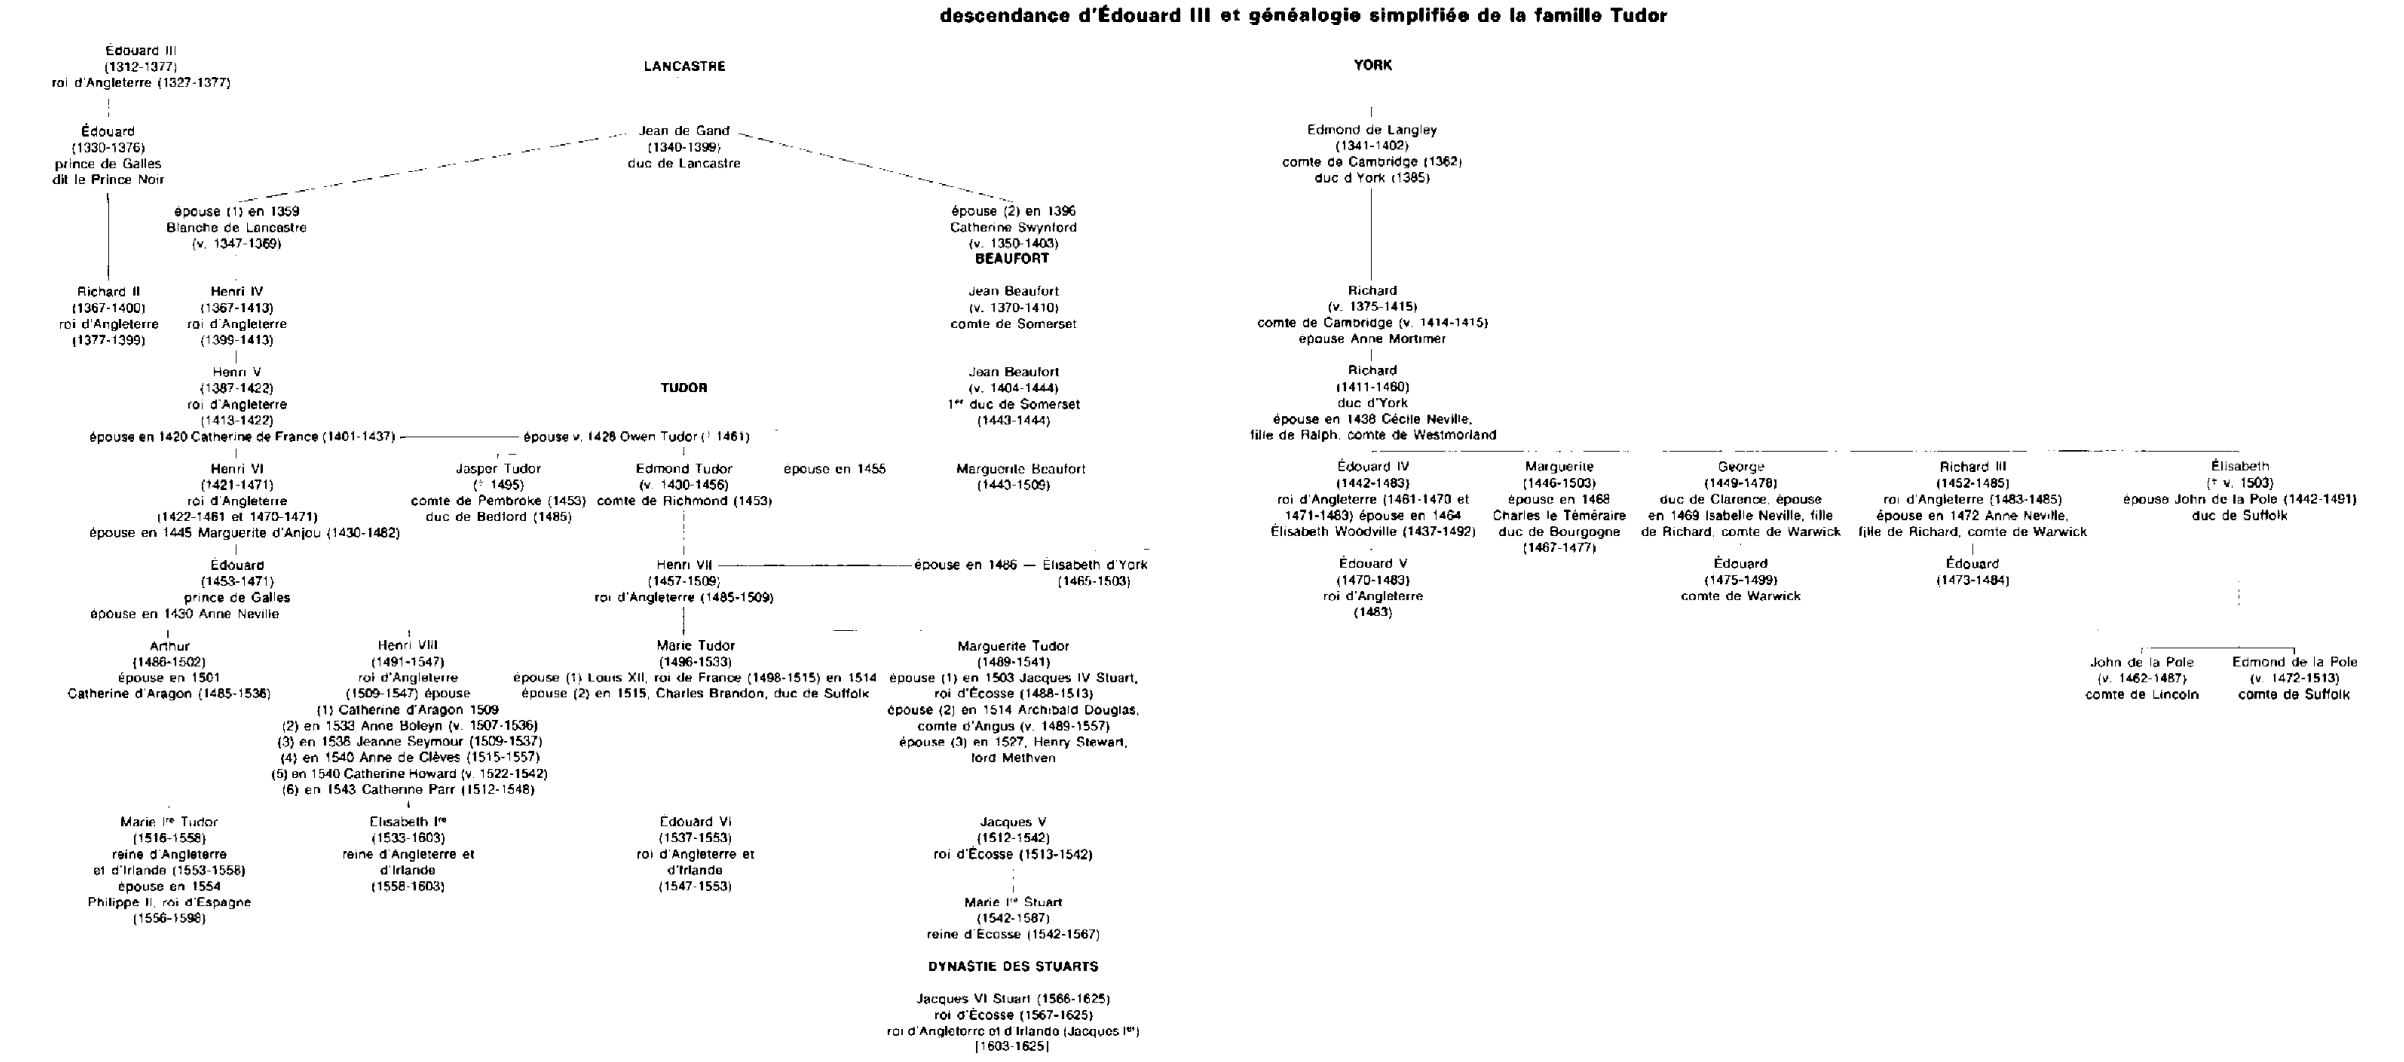 descendance d'Édouard III et généalogie simplifiée de la famille Tudor
Édouard III
(1312-1377)
roi d'Angleterre (1327-1377)
LANCASTRE
YORK
Édouard
(1330-1376)
prince de Galles
dit le Prince Noir
Jean de Gand
(1340-1399)
duc de Lancastre
Edmond de Langley
(1341-1402)
comte de Cambridge (1362)
duc d'York (1385)
épouse (1) en 1359
Blanche de Lancastre
(v. 1347-1369)
épouse (2) en 1396
Catherine Swynford
(v. 1350-1403)
BEAUFORT
Richard II
(1367-1400)
roi d'Angleterre
(1377-1399)
Henri IV
(1367-1413)
roi d'Angleterre
(1399-1413)
Jean Beaufort
(v. 1370-1410)
comte de Somerset
Richard
(v. 1375-1415)
comte de Cambridge (v. 1414-1415)
épouse Anne Mortimer
Henri V
(1387-1422)
roi d'Angleterre
(1413-1422)
épouse en 1420 Catherine de France (1401-1437)
TUDOR
épouse v. 1428 Owen Tudor († 1461)
Jean Beaufort
(v. 1404-1444)
1er duc de Somerset
(1443-1444)
Richard
(1411-1460)
duc d'York
épouse en 1438 Cécile Neville,
fille de Ralph, comte de Westmorland
Henri VI
(1421-1471)
roi d'Angleterre
(1422-1461 et 1470-1471)
épouse en 1445 Marguerite d'Anjou (1430-1482)
Jasper Tudor
(† 1495)
comte de Pembroke (1453)
duc de Bedford (1485)
Edmond Tudor
(v. 1430-1456)
comte de Richmond (1453)
épouse en 1455
Marguerite Beaufort
(1443-1509)
Édouard IV
(1442-1483)
roi d'Angleterre (1461-1470 et
1471-1483) épouse en 1464
Élisabeth Woodville (1437-1492)
Marguerite
(1446-1503)
épouse en 1468
Charles le Téméraire
duc de Bourgogne
(1467-1477)
George
(1449-1478)
duc de Clarence, épouse
en 1469 Isabelle Neville, fille
de Richard, comte de Warwick
Richard III
(1452-1485)
roi d'Angleterre (1483-1485)
épouse en 1472 Anne Neville,
fille de Richard, comte de Warwick
Élisabeth
(† v. 1503)
épouse John de la Pole (1442-1491)
duc de Suffolk
Édouard
(1453-1471)
prince de Galles
épouse en 1430 Anne Neville
Henri VII
(1457-1509)
roi d'Angleterre (1485-1509)
épouse en 1486 — Élisabeth d'York
(1465-1503)
Édouard V
(1470-1483)
roi d'Angleterre
(1483)
Édouard
(1475-1499)
comte de Warwick
Édouard
(1473-1484)
Arthur
(1486-1502)
épouse en 1501
Catherine d'Aragon (1485-1536)
Henri VIII
(1491-1547)
roi d'Angleterre
(1509-1547) épouse
(1) Catherine d'Aragon 1509
(2) en 1533 Anne Boleyn (v. 1507-1536)
(3) en 1536 Jeanne Seymour (1509-1537)
(4) en 1540 Anne de Clèves (1515-1557)
(5) en 1540 Catherine Howard (v. 1522-1542)
(6) en 1543 Catherine Parr (1512-1548)
Marie Tudor
(1496-1533)
épouse (1) Louis XII, roi de France (1498-1515) en 1514
épouse (2) en 1515, Charles Brandon, duc de Suffolk
Marguerite Tudor
(1489-1541)
épouse (1) en 1503 Jacques IV Stuart,
roi d'Écosse (1488-1513)
épouse (2) en 1514 Archibald Douglas,
comte d'Angus (v. 1489-1557)
épouse (3) en 1527, Henry Stewart,
lord Methven
John de la Pole
(v. 1462-1487)
comte de Lincoln
Edmond de la Pole
(v. 1472-1513)
comte de Suffolk
Marie Ire Tudor
(1516-1558)
reine d'Angleterre
et d'Irlande (1553-1558)
épouse en 1554
Philippe II, roi d'Espagne
(1556-1598)
Élisabeth Ire
(1533-1603)
reine d'Angleterre et
d'Irlande
(1558-1603)
Édouard VI
(1537-1553)
roi d'Angleterre et
d'Irlande
(1547-1553)
Jacques V
(1512-1542)
roi d'Écosse (1513-1542)
Marie Ire Stuart
(1542-1587)
reine d'Écosse (1542-1567)
DYNASTIE DES STUARTS
Jacques VI Stuart (1566-1625)
roi d'Écosse (1567-1625)
roi d'Angleterre et d'Irlande (Jacques Ier)
[1603-1625]